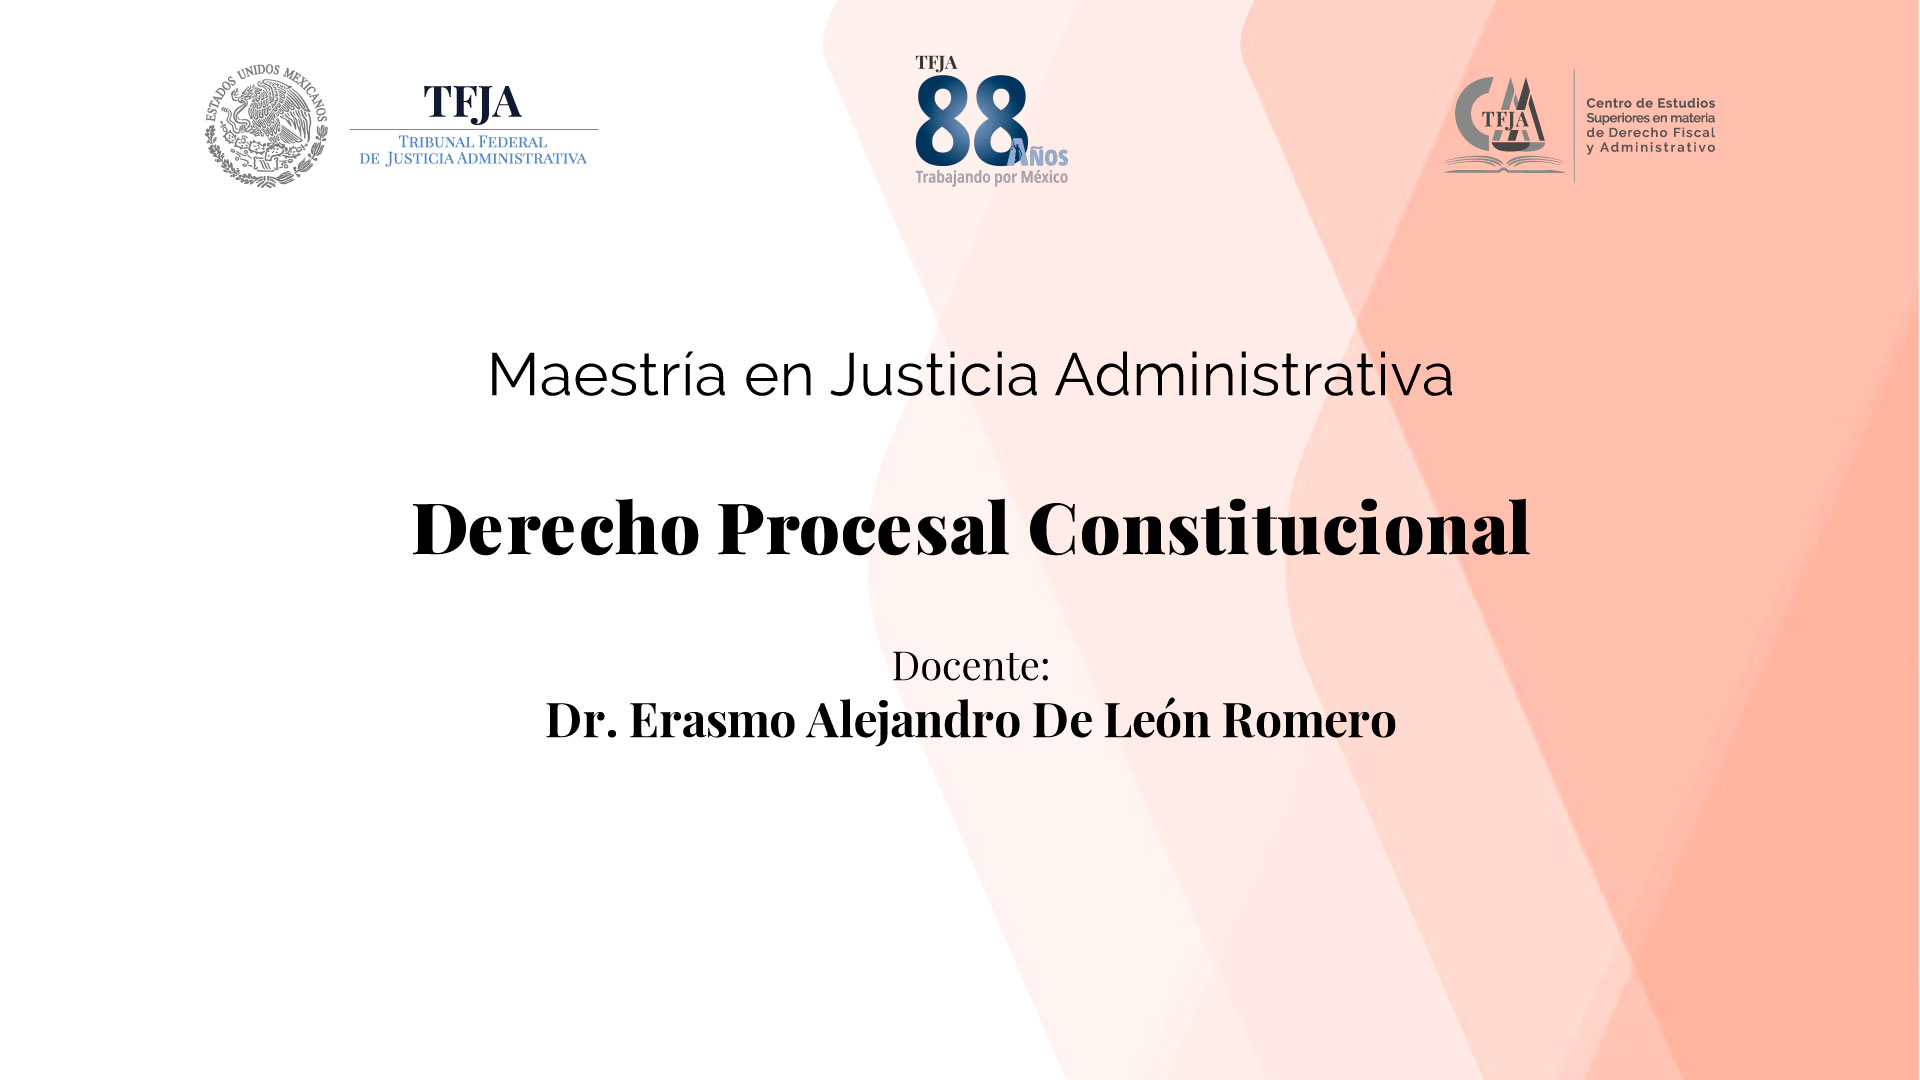 ESTADOS UNIDOS MEXICANOS
TFJA
TRIBUNAL FEDERAL
DE JUSTICIA ADMINISTRATIVA
TFJA
88
AÑOS
Trabajando por México
TFJA
Centro de Estudios
Superiores en materia
de Derecho Fiscal
y Administrativo
Maestría en Justicia Administrativa
Derecho Procesal Constitucional
Docente:
Dr. Erasmo Alejandro De León Romero